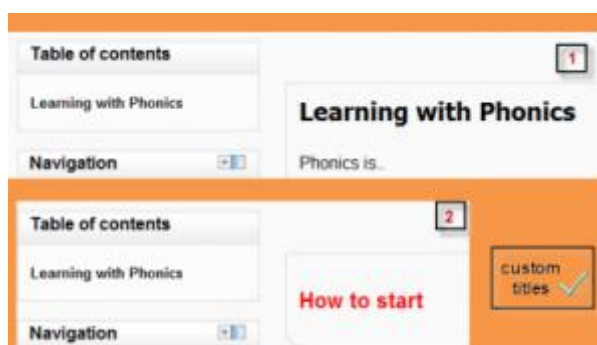 Table of contents
1
Learning with Phonics
Learning with Phonics
Navigation
Phonics is..
Table of contents
2
Learning with Phonics
How to start
custom
titles
Navigation